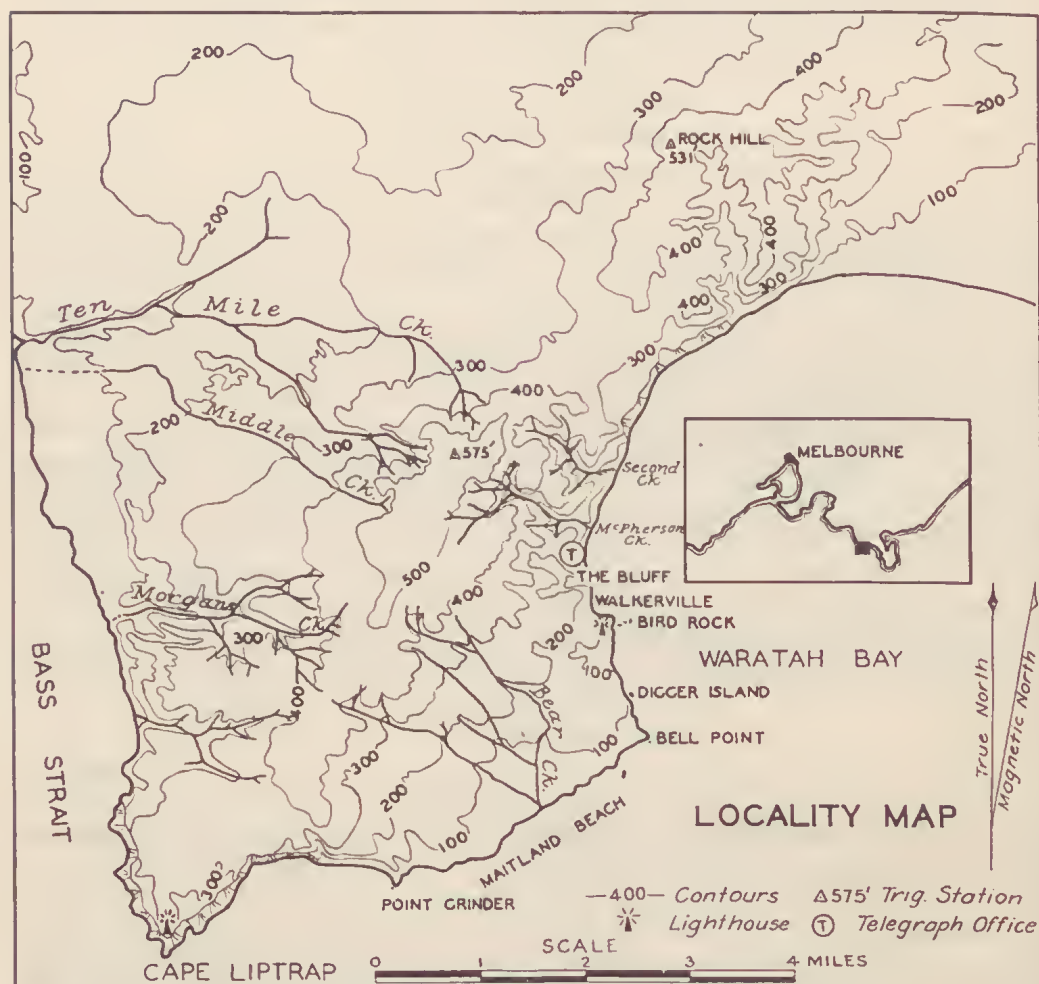 200
200
300
400
200
100
ROCK HILL
531
200
100
400
400
400
300
300
Ten Mile Ck.
300
400
200
Middle Ck.
300
575'
Second
Ck.
McPherson
Ck.
T
THE BLUFF
WALKERVILLE
BIRD ROCK
MELBOURNE
500
400
Morgans Ck.
300
200
100
WARATAH BAY
BASS STRAIT
400
DIGGER ISLAND
Bear Ck.
BELL POINT
100
300
200
100
MAITLAND BEACH
True North
Magnetic North
LOCALITY MAP
300?
POINT GRINDER
—400— Contours
575' Trig. Station
Lighthouse
T Telegraph Office
CAPE LIPTRAP
SCALE
0 1 2 3 4 MILES